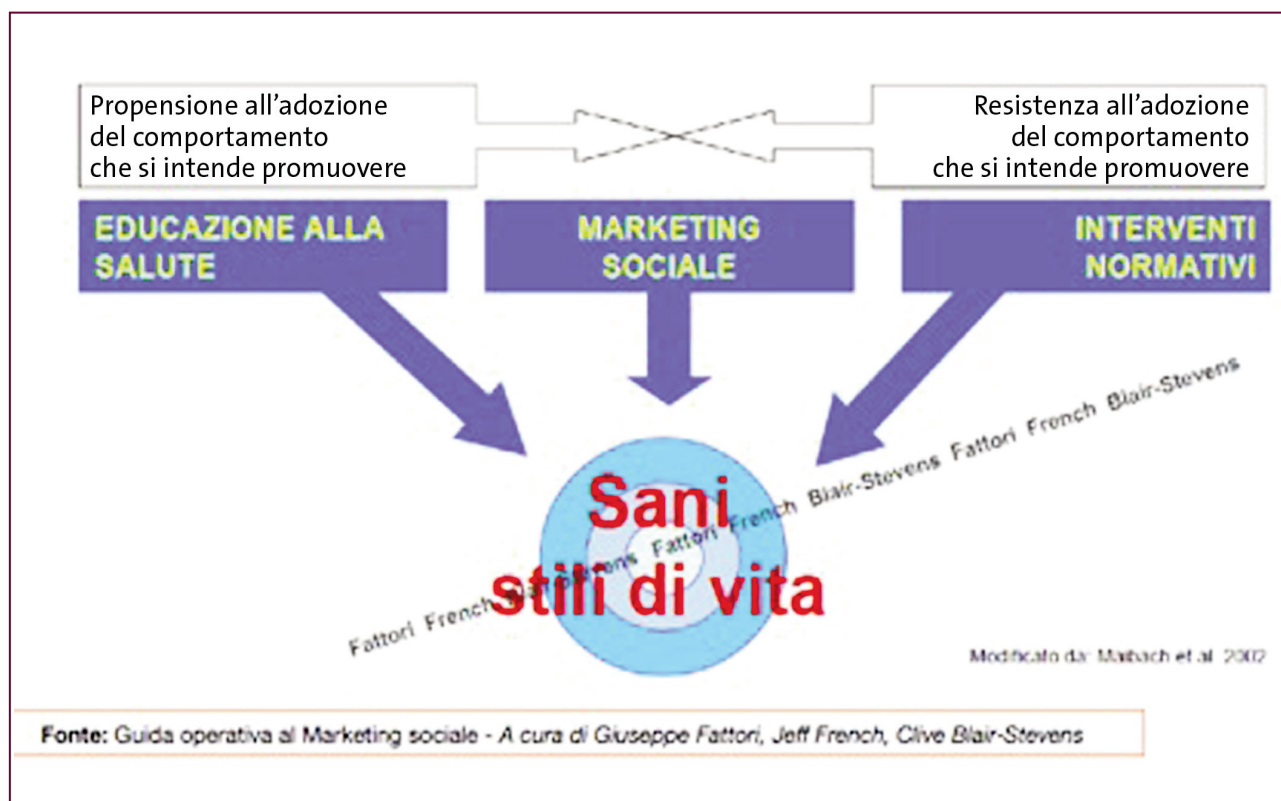 Propensione all'adozione
del comportamento
che si intende promuovere
Resistenza all'adozione
del comportamento
che si intende promuovere
EDUCAZIONE ALLA
SALUTE
MARKETING
SOCIALE
INTERVENTI
NORMATIVI
Sani
stili di vita
Fattori French Blair-Stevens Fattori French Blair-Stevens Fattori French Blair-Stevens
Modificato da: Maibach et al. 2002
Fonte: Guida operativa al Marketing sociale - A cura di Giuseppe Fattori, Jeff French, Clive Blair-Stevens